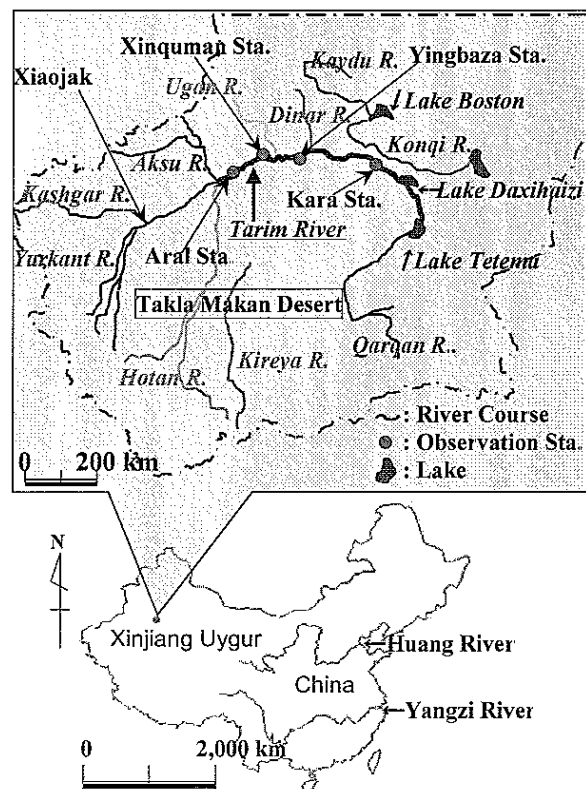 Xinquman Sta.
Kaydu R.
Yingbaza Sta.
Xiaojak
Ugan R.
Dinar R.
Lake Boston
Aksu R.
Konqi R.
Kashgar R.
Kara Sta.
Lake Daxihaizi
Tarim River
Yarkant R.
Aral Sta
Lake Tetema
Takla Makan Desert
Qarqan R..
Hotan R.
Kireya R.
: River Course
: Observation Sta.
: Lake
0 200 km
N
Xinjiang Uygur
Huang River
China
Yangzi River
0 2,000 km